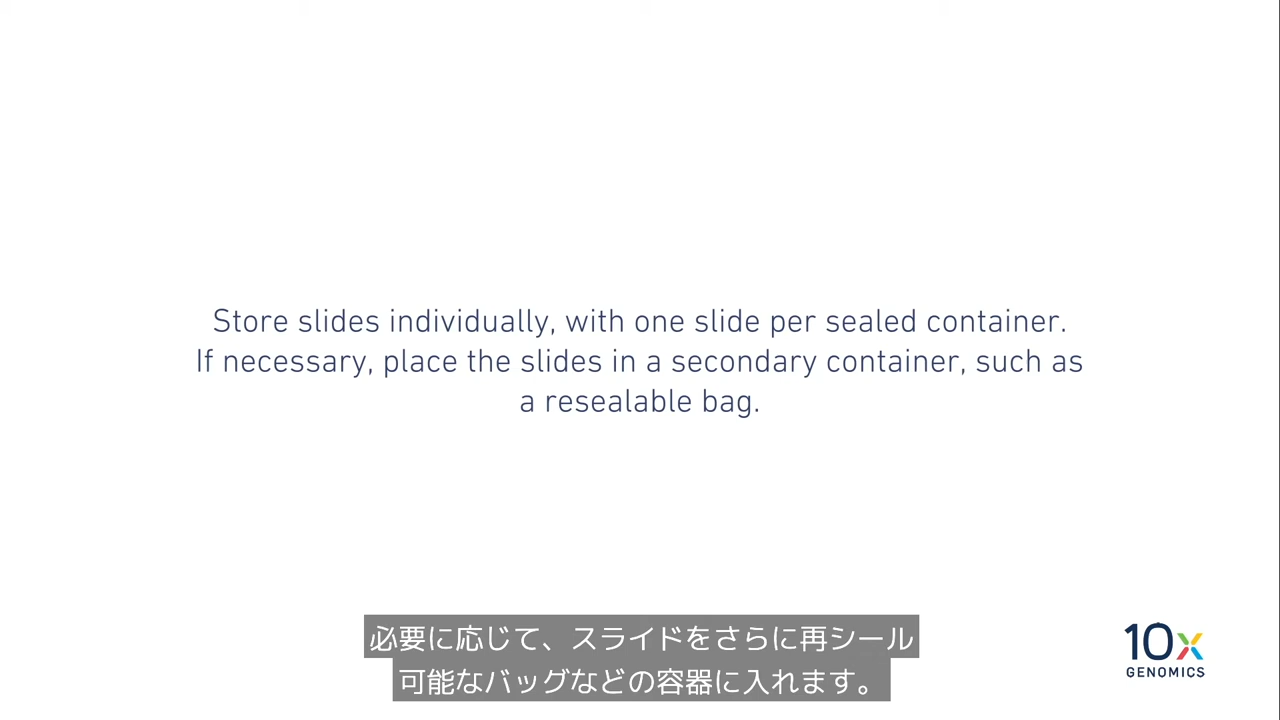 Store slides individually, with one slide per sealed container.
If necessary, place the slides in a secondary container, such as
a resealable bag.
必要に応じて、スライドをさらに再シール
可能なバッグなどの容器に入れます。
10x
GENOMICS